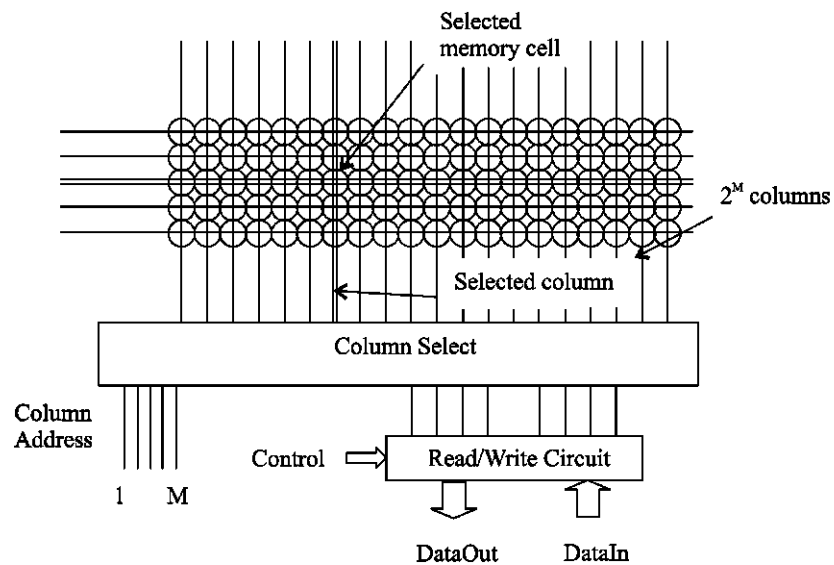 Selected
memory cell
2^M columns
Selected column
Column Select
Column
Address
Control
Read/Write Circuit
1 M
DataOut DataIn